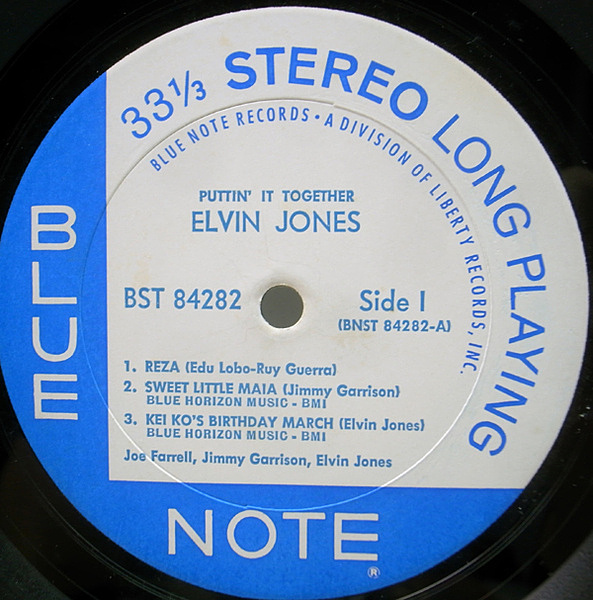 33⅓ STEREO LONG PLAYING
BLUE NOTE RECORDS • A DIVISION OF LIBERTY RECORDS, INC.
PUTTIN' IT TOGETHER
ELVIN JONES
BST 84282
Side I
(BNST 84282-A)
1. REZA (Edu Lobo-Ruy Guerra)
2. SWEET LITTLE MAIA (Jimmy Garrison)
BLUE HORIZON MUSIC - BMI
3. KEI KO'S BIRTHDAY MARCH (Elvin Jones)
BLUE HORIZON MUSIC - BMI
Joe Farrell, Jimmy Garrison, Elvin Jones
BLUE
NOTE®